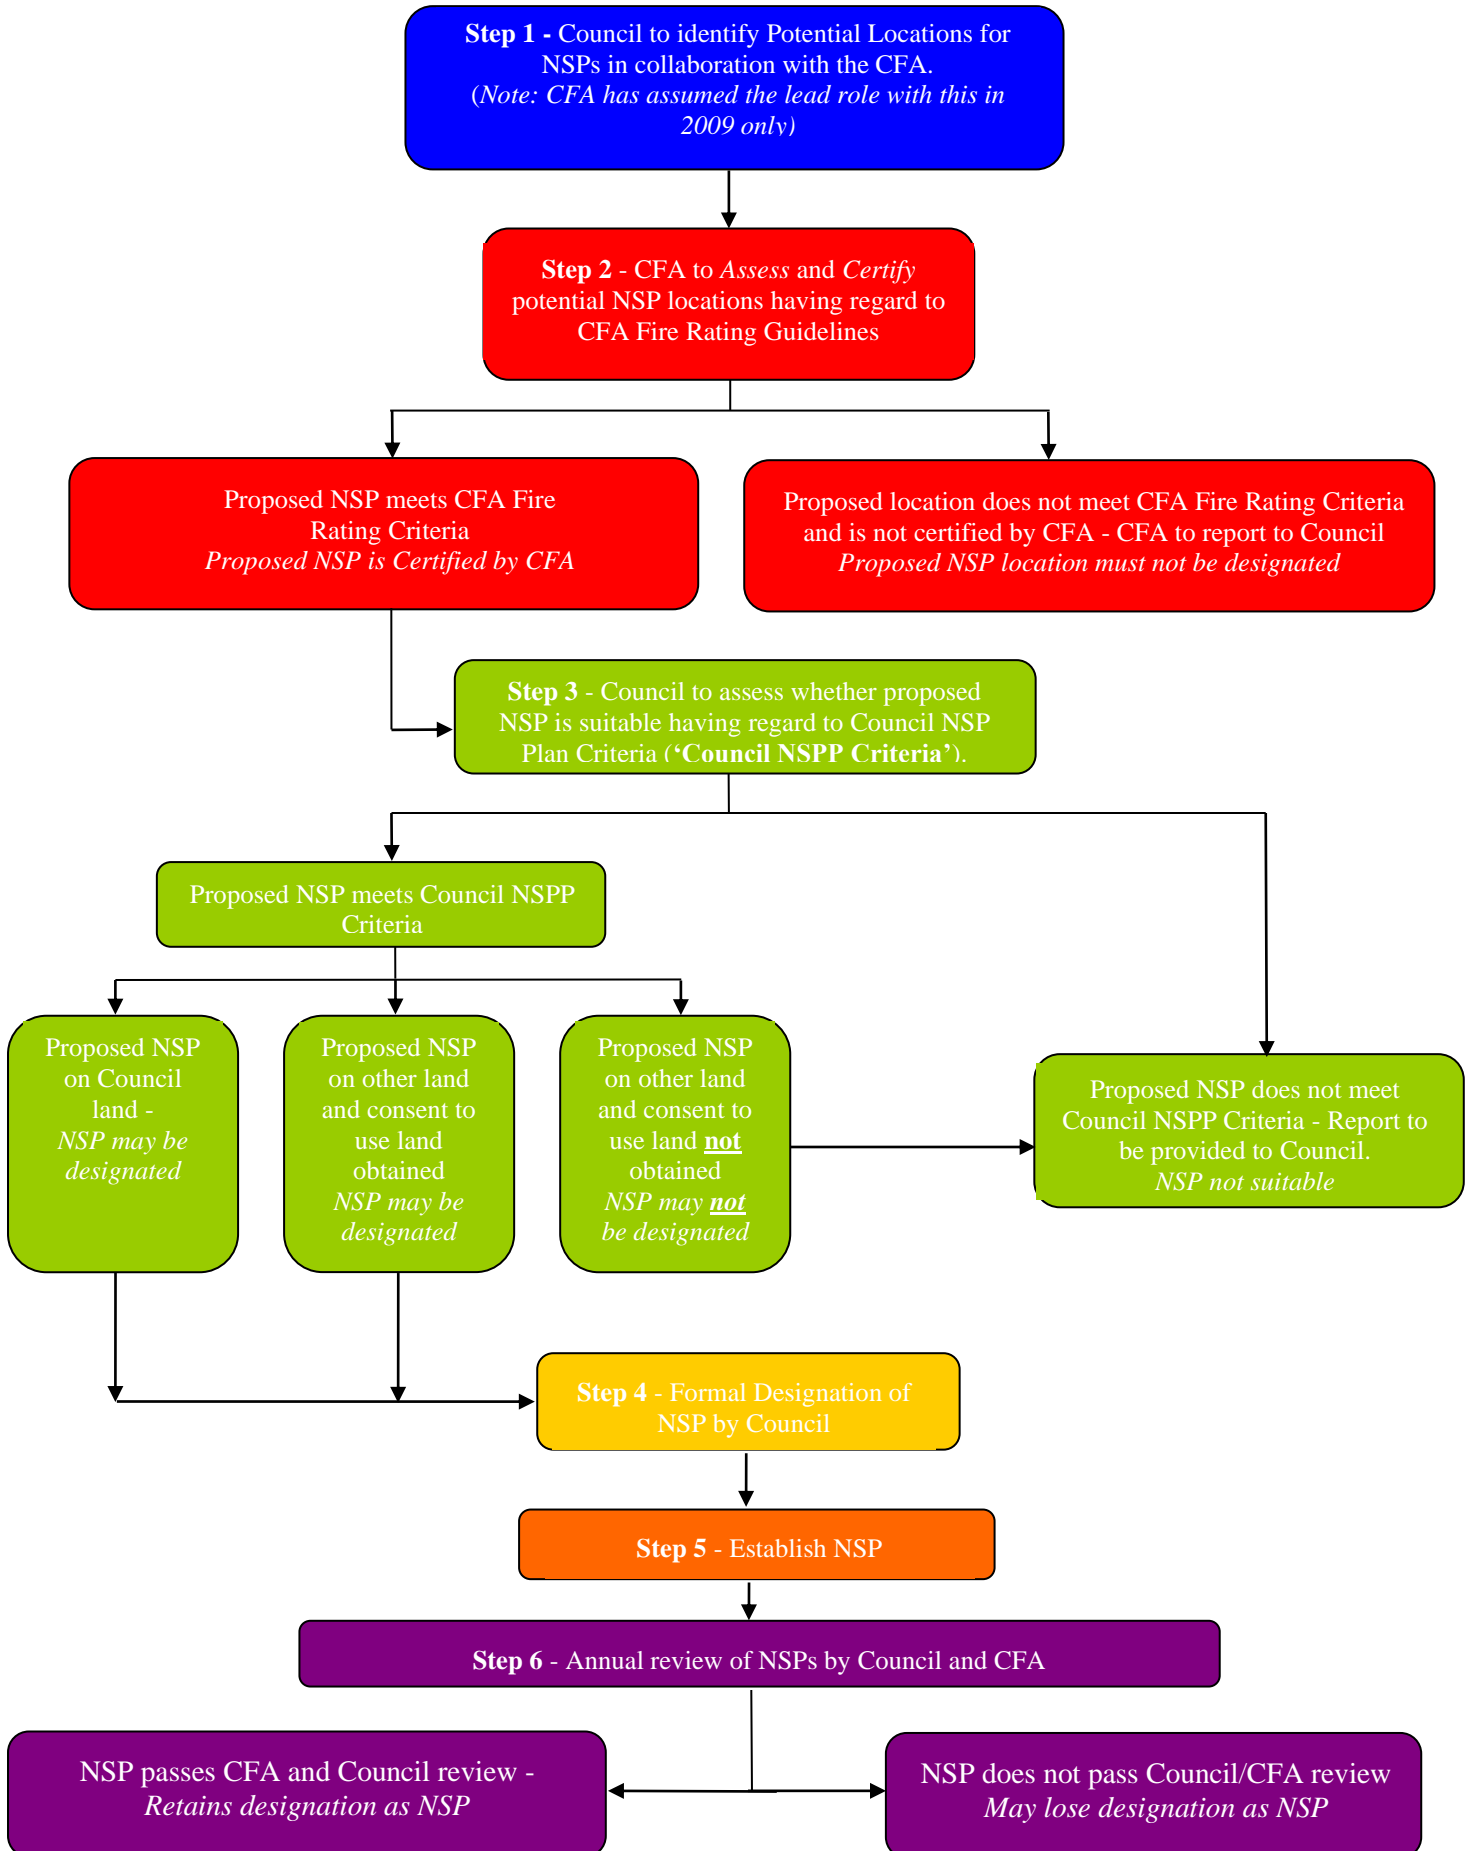 Step 1 - Council to identify Potential Locations for
NSPs in collaboration with the CFA.
(Note: CFA has assumed the lead role with this in
2009 only)
Step 2 - CFA to Assess and Certify
potential NSP locations having regard to
CFA Fire Rating Guidelines
Proposed NSP meets CFA Fire
Rating Criteria
Proposed NSP is Certified by CFA
Proposed location does not meet CFA Fire Rating Criteria
and is not certified by CFA - CFA to report to Council
Proposed NSP location must not be designated
Step 3 - Council to assess whether proposed
NSP is suitable having regard to Council NSP
Plan Criteria (‘Council NSPP Criteria’).
Proposed NSP meets Council NSPP
Criteria
Proposed NSP
on Council
land -
NSP may be
designated
Proposed NSP
on other land
and consent to
use land
obtained
NSP may be
designated
Proposed NSP
on other land
and consent to
use land not
obtained
NSP may not
be designated
Proposed NSP does not meet
Council NSPP Criteria - Report to
be provided to Council.
NSP not suitable
Step 4 - Formal Designation of
NSP by Council
Step 5 - Establish NSP
Step 6 - Annual review of NSPs by Council and CFA
NSP passes CFA and Council review -
Retains designation as NSP
NSP does not pass Council/CFA review
May lose designation as NSP